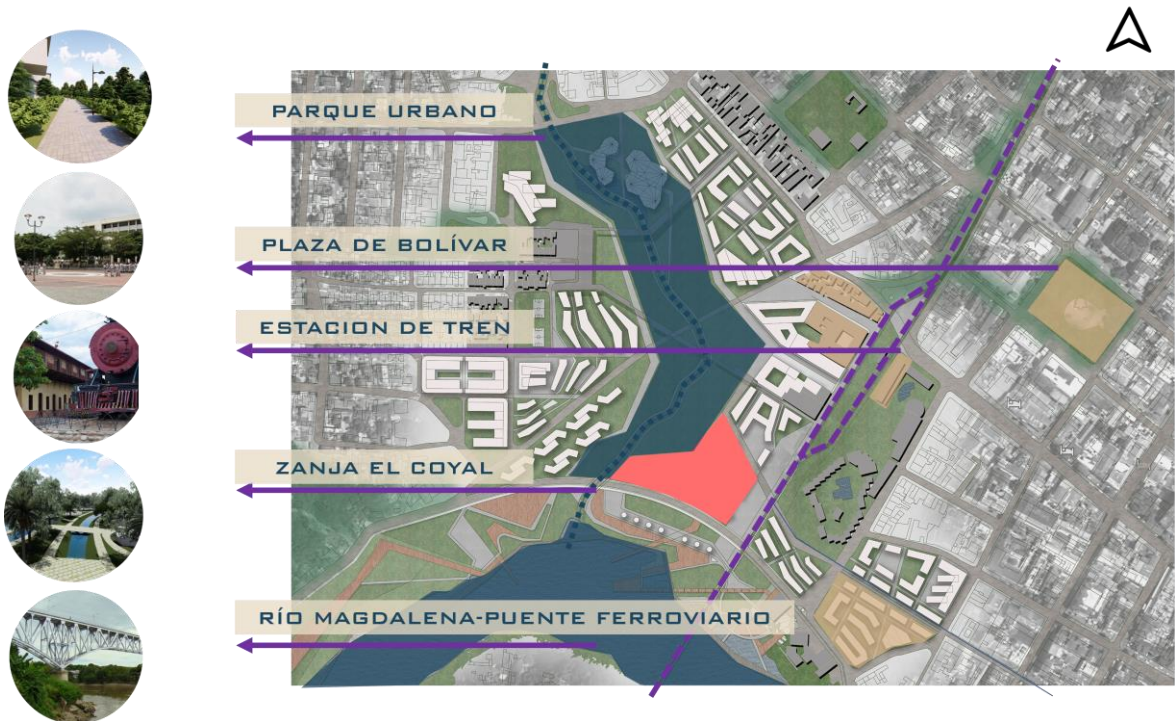 PARQUE URBANO
PLAZA DE BOLÍVAR
ESTACION DE TREN
ZANJA EL COYAL
RÍO MAGDALENA-PUENTE FERROVIARIO